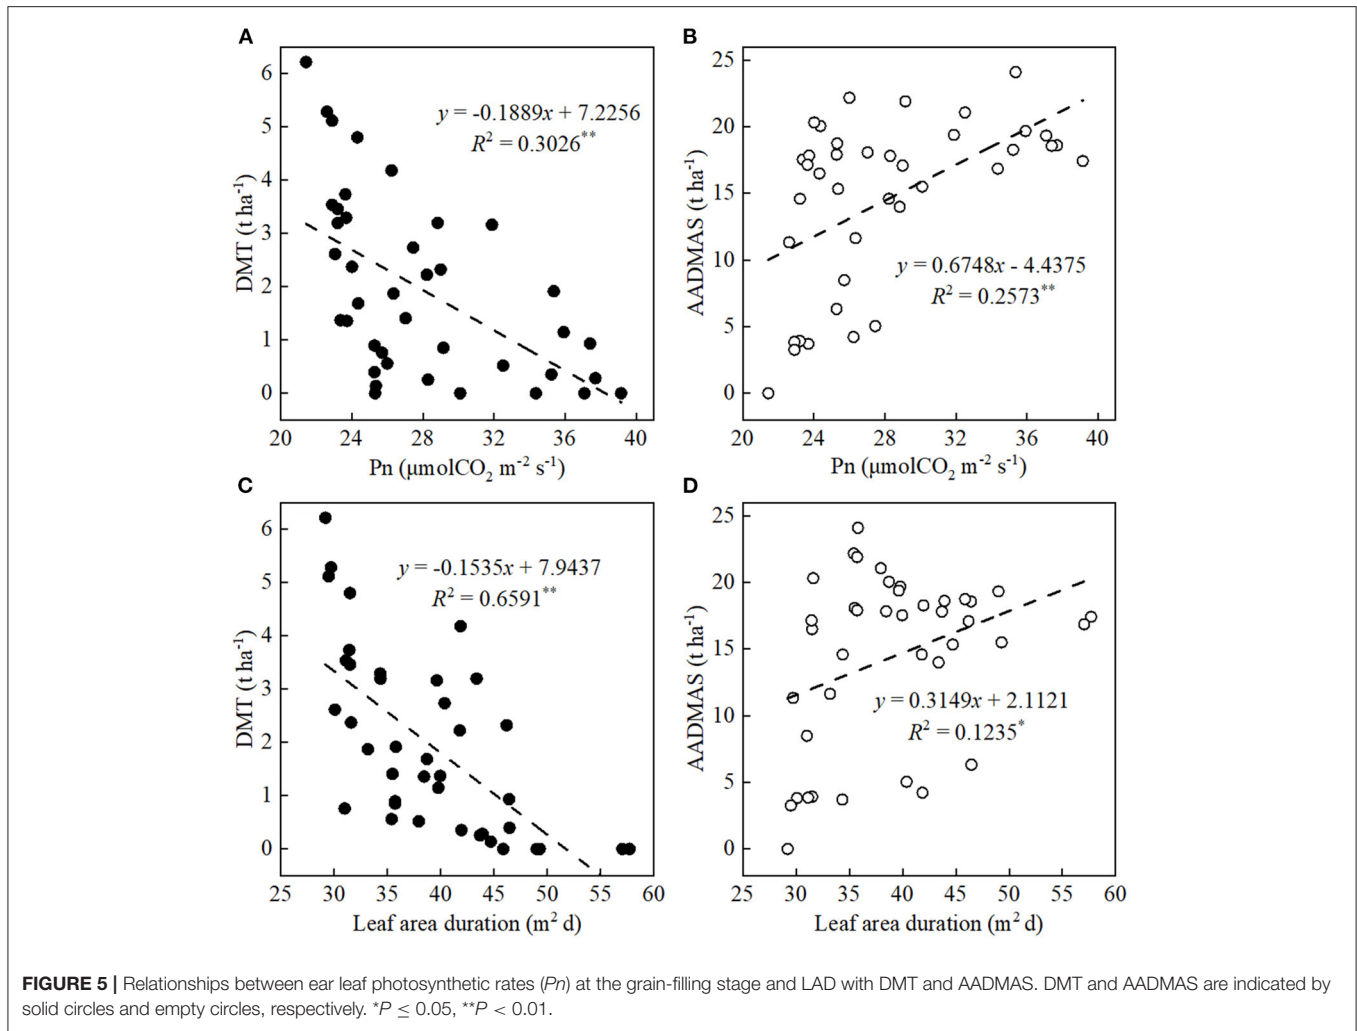 A
6
5
4
3
2
1
0
DMT (t ha⁻¹)
y = -0.1889x + 7.2256
R² = 0.3026**
20 24 28 32 36 40
Pn (μmolCO₂ m⁻² s⁻¹)
B
25
20
15
10
5
0
AADMAS (t ha⁻¹)
y = 0.6748x - 4.4375
R² = 0.2573**
20 24 28 32 36 40
Pn (μmolCO₂ m⁻² s⁻¹)
C
6
5
4
3
2
1
0
DMT (t ha⁻¹)
y = -0.1535x + 7.9437
R² = 0.6591**
25 30 35 40 45 50 55 60
Leaf area duration (m² d)
D
25
20
15
10
5
0
AADMAS (t ha⁻¹)
y = 0.3149x + 2.1121
R² = 0.1235*
25 30 35 40 45 50 55 60
Leaf area duration (m² d)
FIGURE 5 | Relationships between ear leaf photosynthetic rates (Pn) at the grain-filling stage and LAD with DMT and AADMAS. DMT and AADMAS are indicated by
solid circles and empty circles, respectively. *P ≤ 0.05, **P < 0.01.